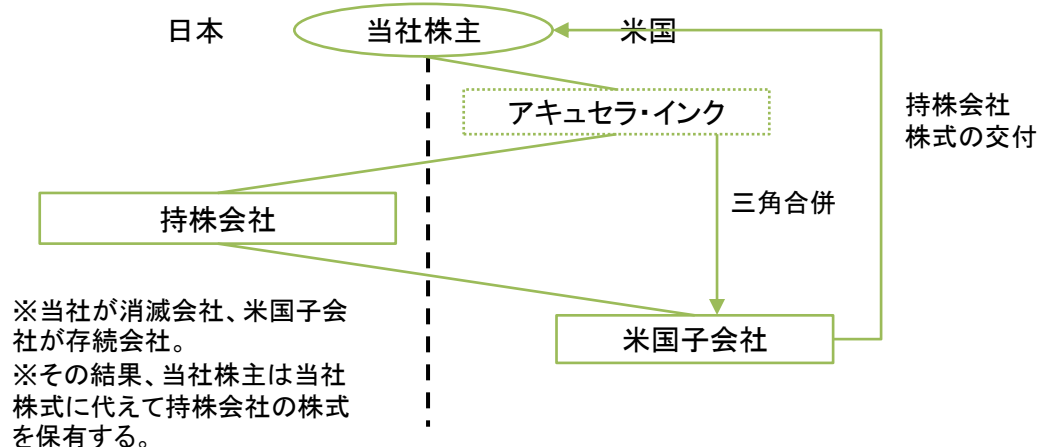 日本
当社株主
米国
アキュセラ・インク
持株会社
株式の交付
三角合併
持株会社
※当社が消滅会社、米国子会
社が存続会社。
※その結果、当社株主は当社
株式に代えて持株会社の株式
を保有する。
米国子会社